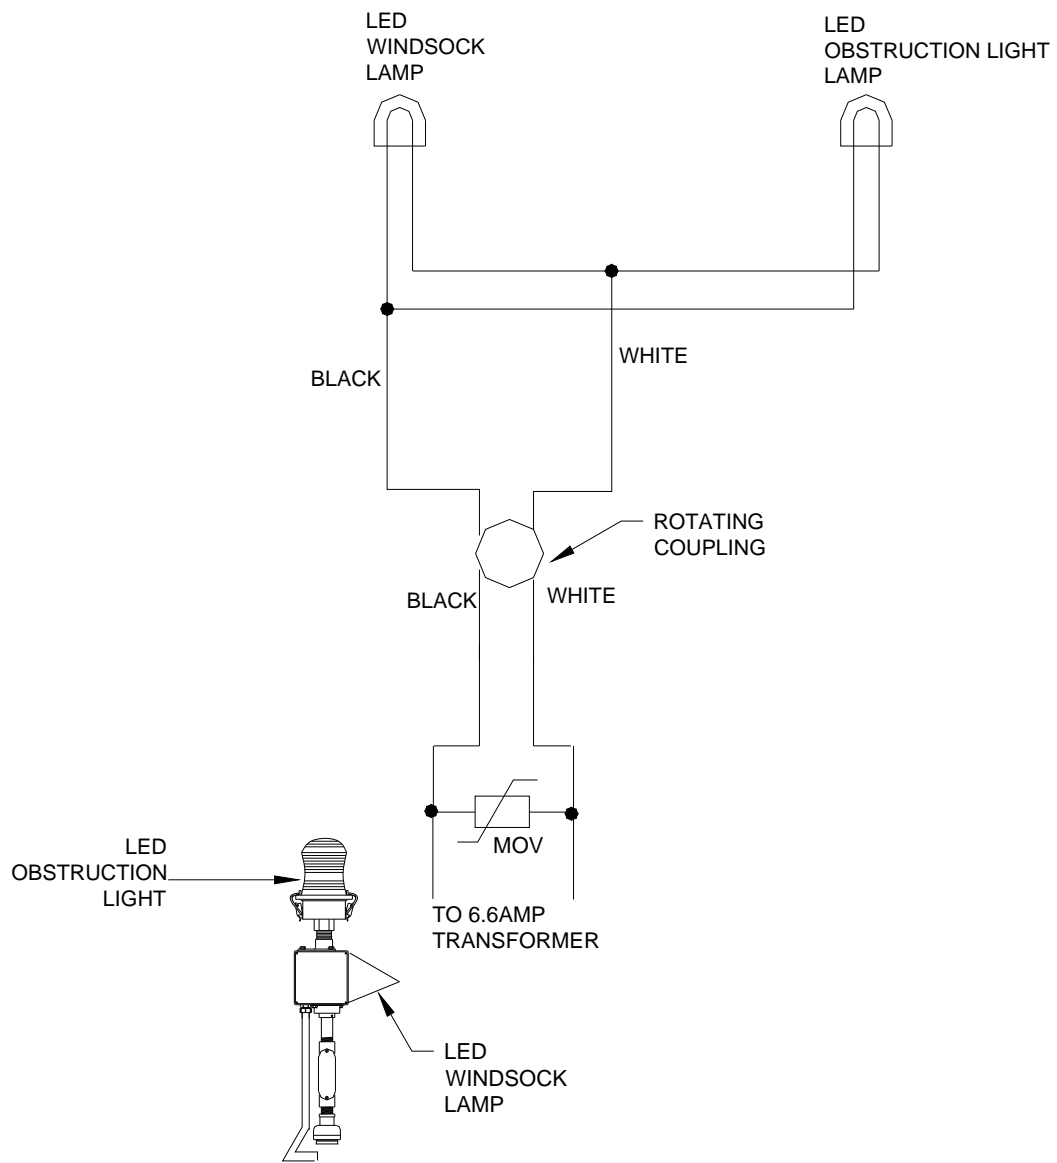 LED
WINDSOCK
LAMP
LED
OBSTRUCTION LIGHT
LAMP
BLACK
WHITE
ROTATING
COUPLING
BLACK
WHITE
MOV
TO 6.6AMP
TRANSFORMER
LED
OBSTRUCTION
LIGHT
LED
WINDSOCK
LAMP